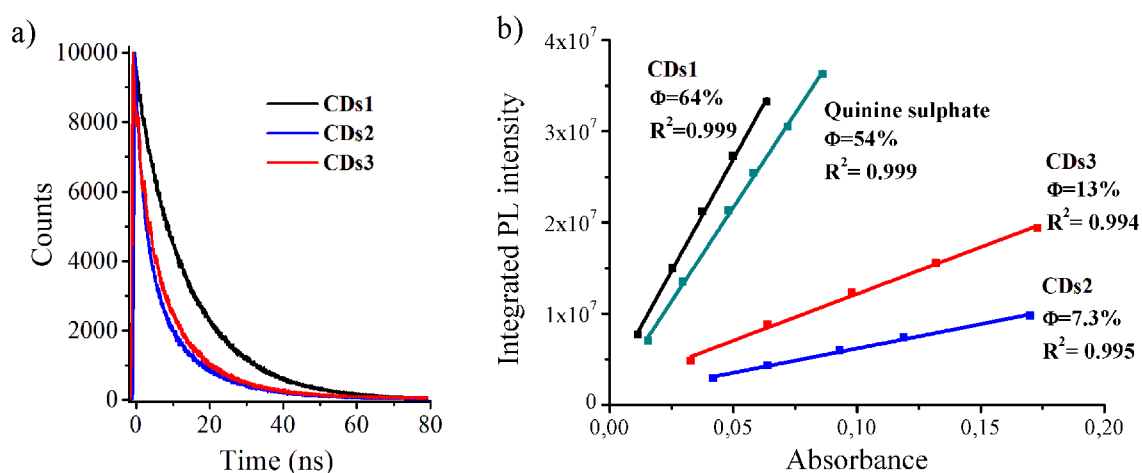 a)
10000
8000
6000
4000
2000
0
Counts
0
20
40
60
80
Time (ns)
CDs1
CDs2
CDs3
b)
4x10⁷
3x10⁷
2x10⁷
1x10⁷
0
Integrated PL intensity
0,00
0,05
0,10
0,15
0,20
Absorbance
CDs1
Φ=64%
R²=0.999
Quinine sulphate
Φ=54%
R²= 0.999
CDs3
Φ=13%
R²= 0.994
CDs2
Φ=7.3%
R²= 0.995